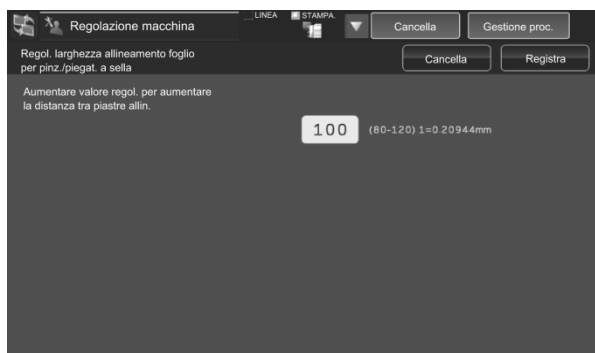 Regolazione macchina
LINEA
STAMPA.
Cancella
Gestione proc.
Regol. larghezza allineamento foglio
per pinz./piegat. a sella
Cancella
Registra
Aumentare valore regol. per aumentare
la distanza tra piastre allin.
100
(80-120) 1=0.20944mm